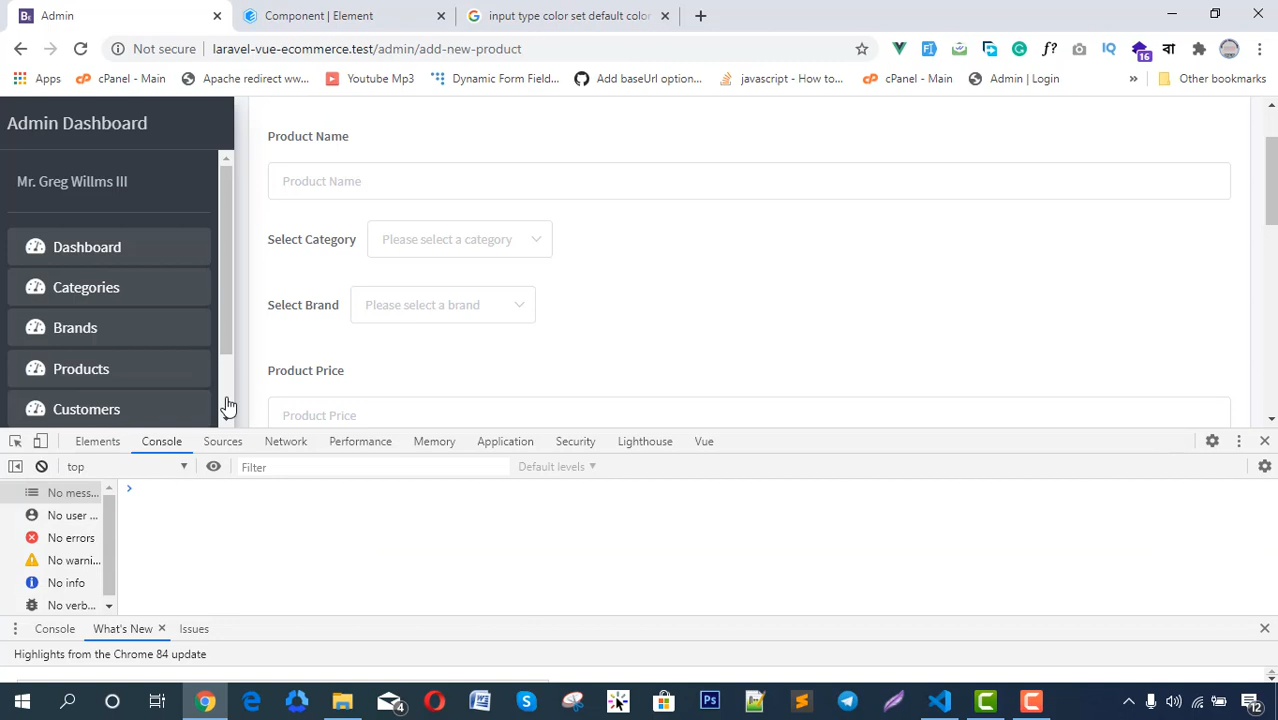 Admin
Component | Element
input type color set default color
Not secure
laravel-vue-ecommerce.test/admin/add-new-product
f?
IQ
16
বা
Apps
cPanel - Main
Apache redirect ww...
Youtube Mp3
Dynamic Form Field...
Add baseUrl option...
javascript - How to...
cPanel - Main
Admin | Login
»
Other bookmarks
Admin Dashboard
Mr. Greg Willms III
Dashboard
Categories
Brands
Products
Customers
Product Name
Product Name
Select Category
Please select a category
Select Brand
Please select a brand
Product Price
Product Price
Elements
Console
Sources
Network
Performance
Memory
Application
Security
Lighthouse
Vue
top
Filter
Default levels
No mess...
No user ...
No errors
No warni...
No info
No verb...
Console
What's New
Issues
Highlights from the Chrome 84 update
4
Ps
12